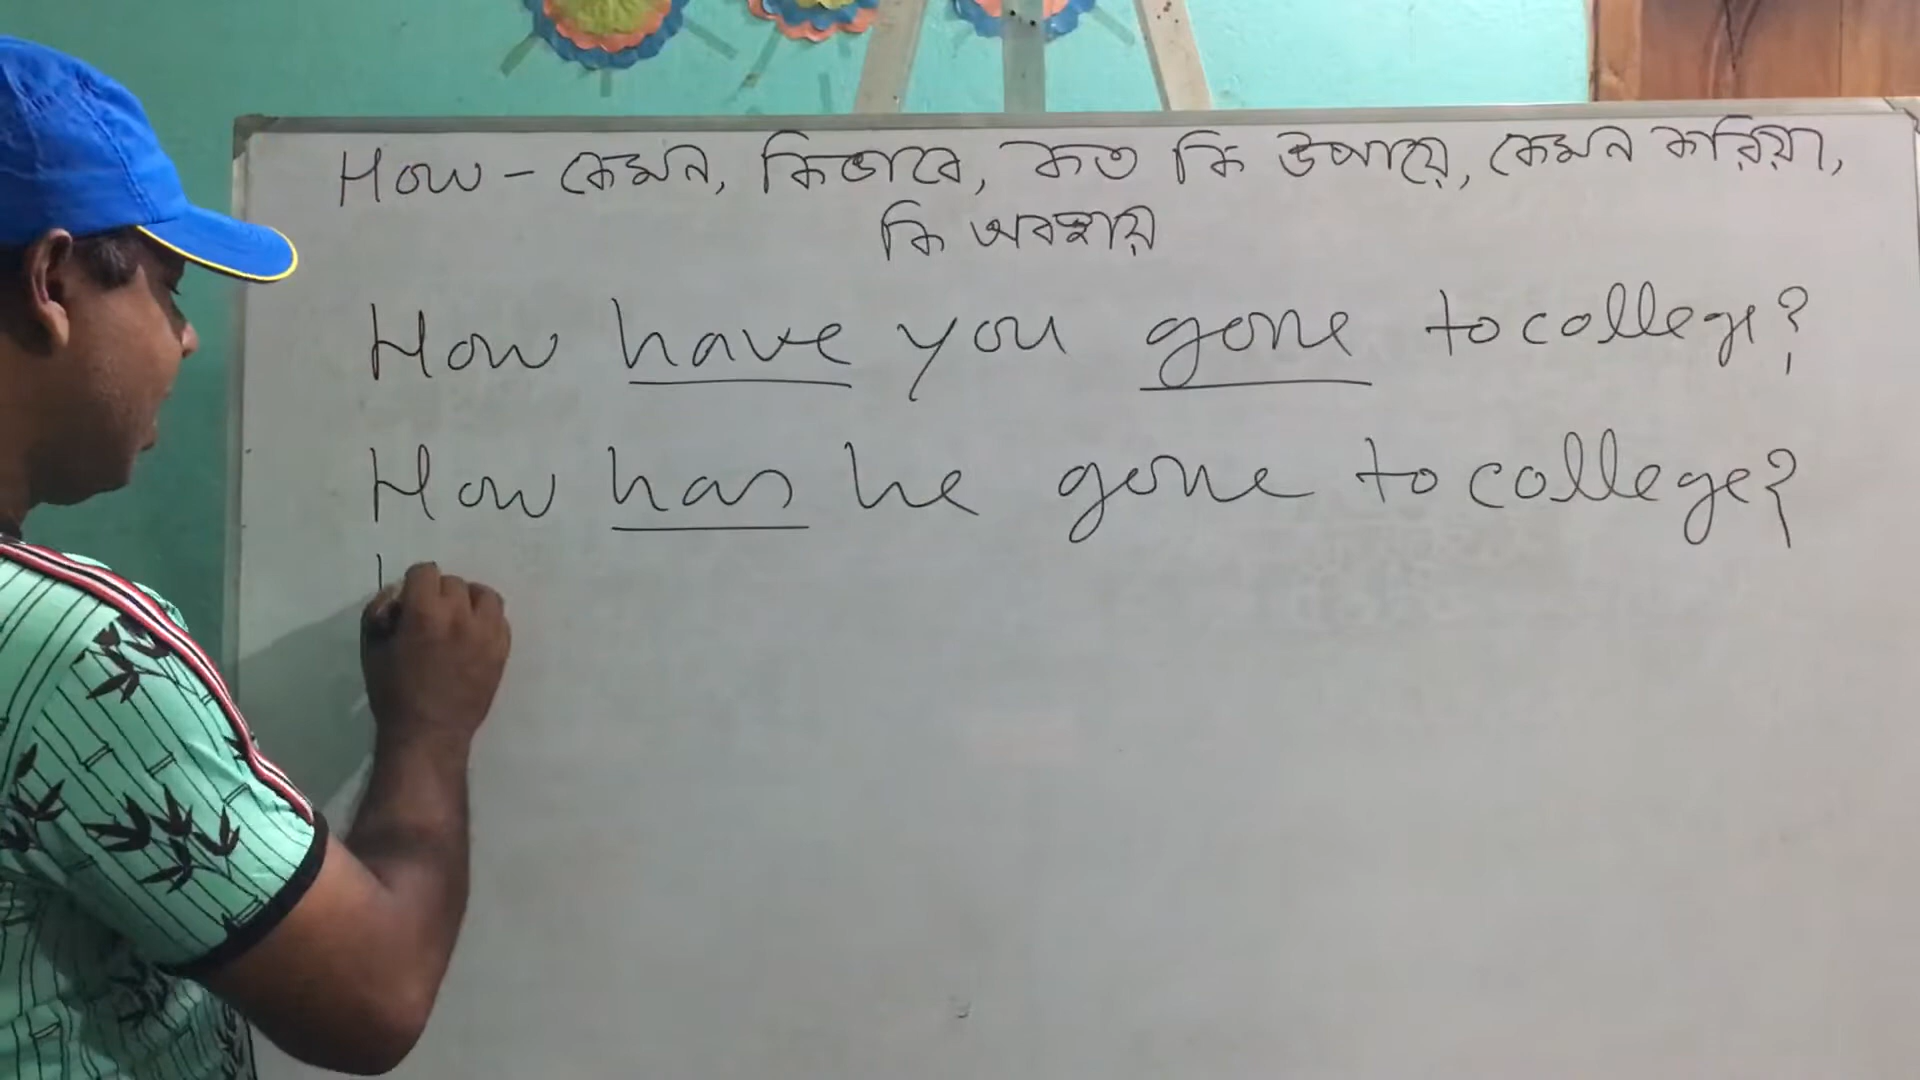 How - কেমন, কিভাবে, কত কি উপায়ে, কেমন করিয়া,
কি অবস্থায়
How have you gone to college?
How has he gone to college?